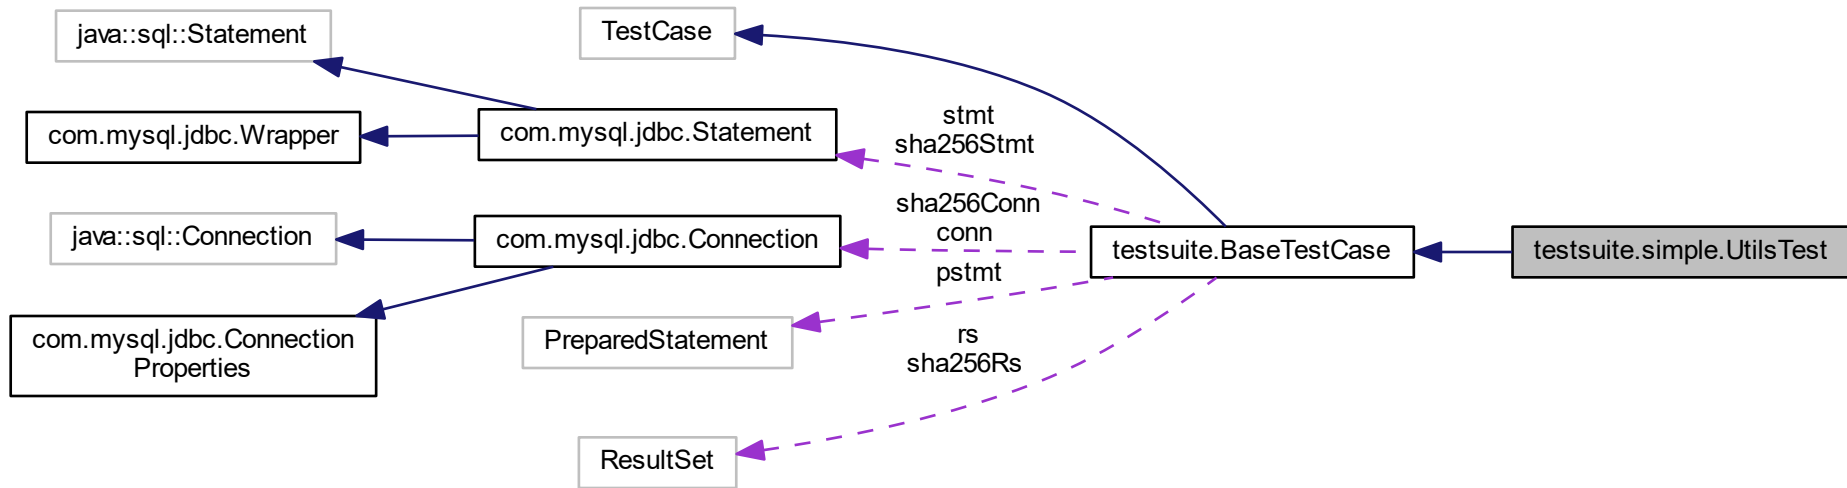 java::sql::Statement
TestCase
com.mysql.jdbc.Wrapper
com.mysql.jdbc.Statement
stmt
sha256Stmt
java::sql::Connection
com.mysql.jdbc.Connection
sha256Conn
conn
testsuite.BaseTestCase
testsuite.simple.UtilsTest
pstmt
com.mysql.jdbc.Connection
Properties
PreparedStatement
rs
sha256Rs
ResultSet